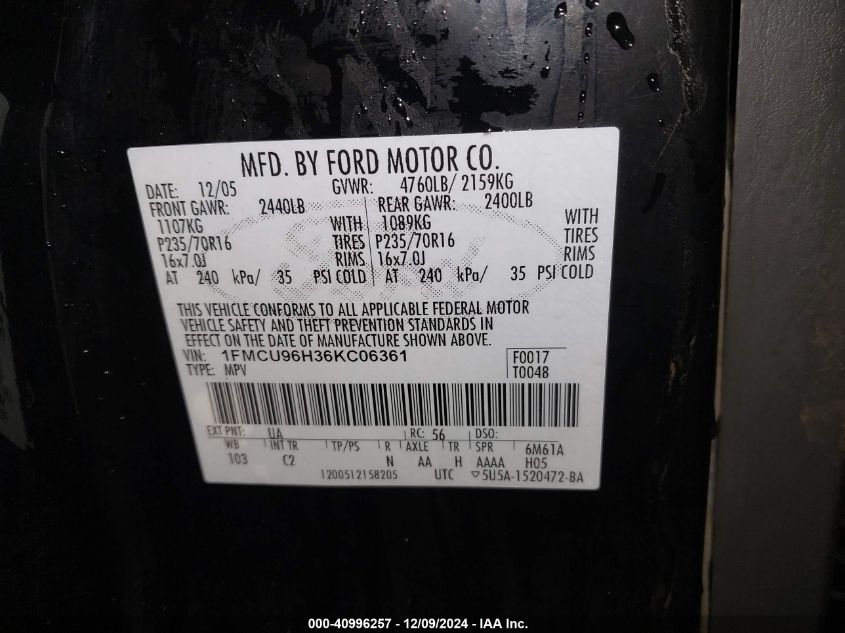 MFD. BY FORD MOTOR CO.
DATE: 12/05 GVWR: 4760LB/ 2159KG
FRONT GAWR: 2440LB REAR GAWR: 2400LB
1107KG WITH 1089KG WITH
P235/70R16 TIRES P235/70R16 TIRES
16x7.0J RIMS 16x7.0J RIMS
AT 240 kPa/ 35 PSI COLD AT 240 kPa/ 35 PSI COLD
THIS VEHICLE CONFORMS TO ALL APPLICABLE FEDERAL MOTOR
VEHICLE SAFETY AND THEFT PREVENTION STANDARDS IN
EFFECT ON THE DATE OF MANUFACTURE SHOWN ABOVE.
VIN: 1FMCU96H36KC06361 F0017
TYPE: MPV T0048
EXT PNT: UA RC: 56 DSO:
WB INT TR TP/PS R AXLE TR SPR 6M61A
103 C2 N AA H AAAA H05
1200512158205 UTC ▽5U5A-1520472-BA
000-40996257 - 12/09/2024 - IAA Inc.